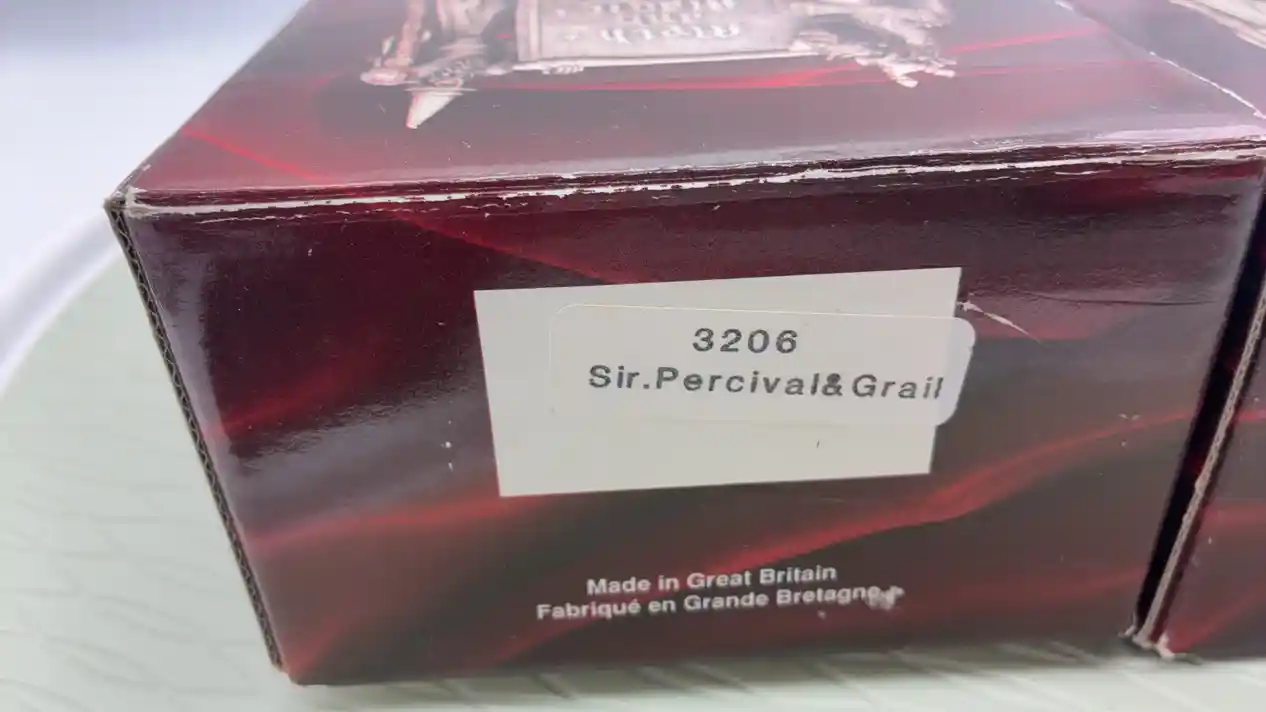 3206
Sir.Percival&Grail
Made in Great Britain
Fabriqué en Grande Bretagne